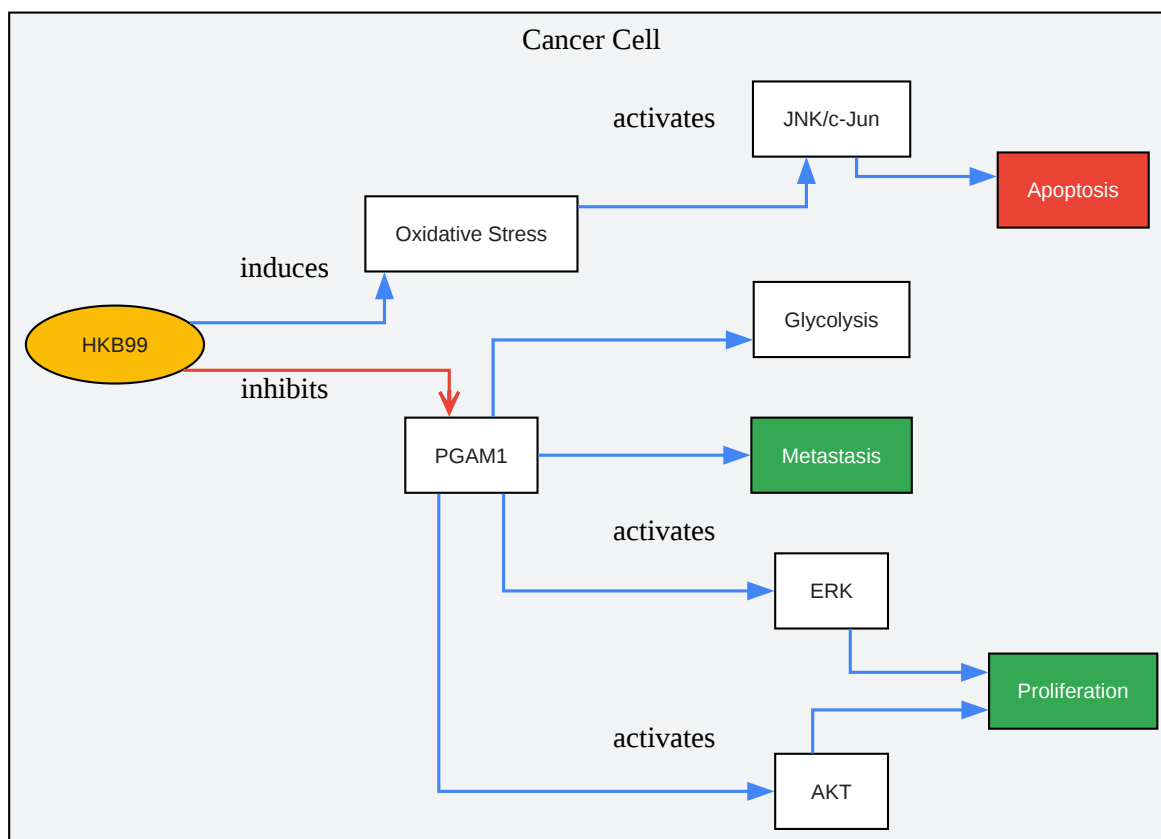 Cancer Cell
activates
JNK/c-Jun
Apoptosis
Oxidative Stress
induces
Glycolysis
HKB99
inhibits
PGAM1
Metastasis
activates
ERK
Proliferation
activates
AKT